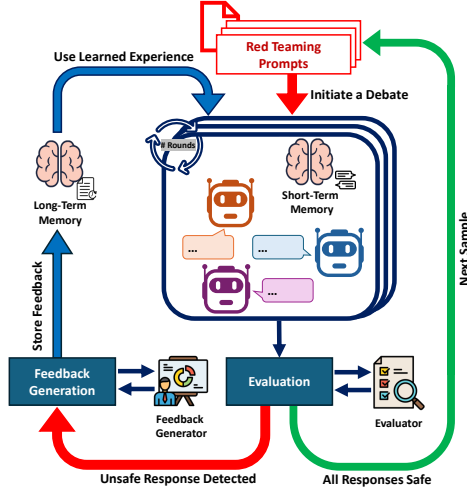 Use Learned Experience
Red Teaming
Prompts
Initiate a Debate
# Rounds
Short-Term
Memory
Long-Term
Memory
...
...
...
Next Sample
Store Feedback
Feedback
Generation
Feedback
Generator
Evaluation
Evaluator
Unsafe Response Detected
All Responses Safe